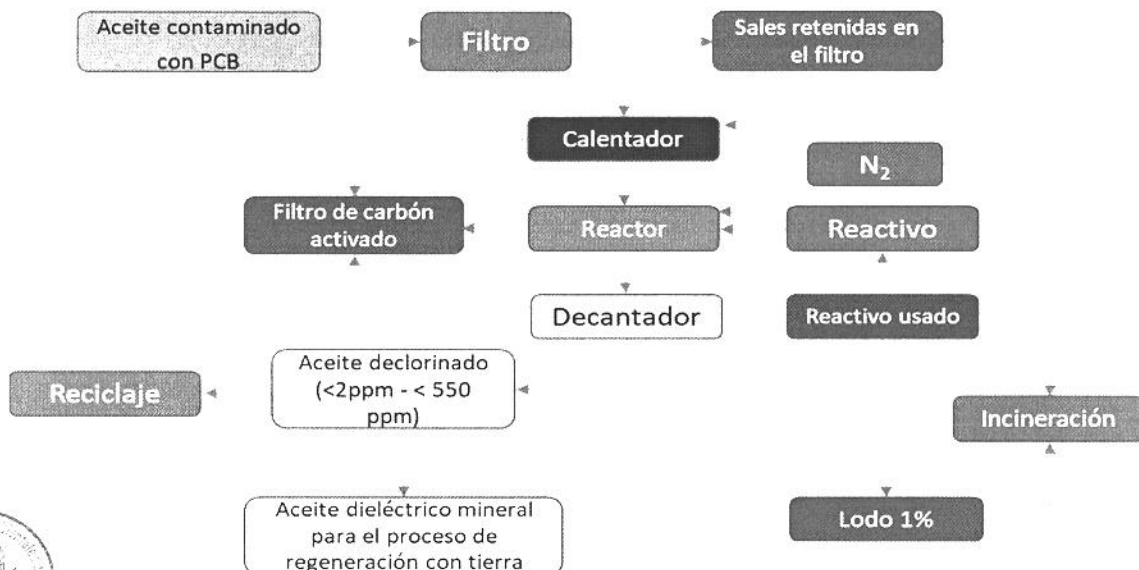 Aceite contaminado
con PCB
Filtro
Sales retenidas en
el filtro
Calentador
N₂
Filtro de carbón
activado
Reactor
Reactivo
Decantador
Reactivo usado
Aceite declorinado
(<2ppm - < 550
ppm)
Reciclaje
Incineración
Aceite dieléctrico mineral
para el proceso de
regeneración con tierra
Lodo 1%